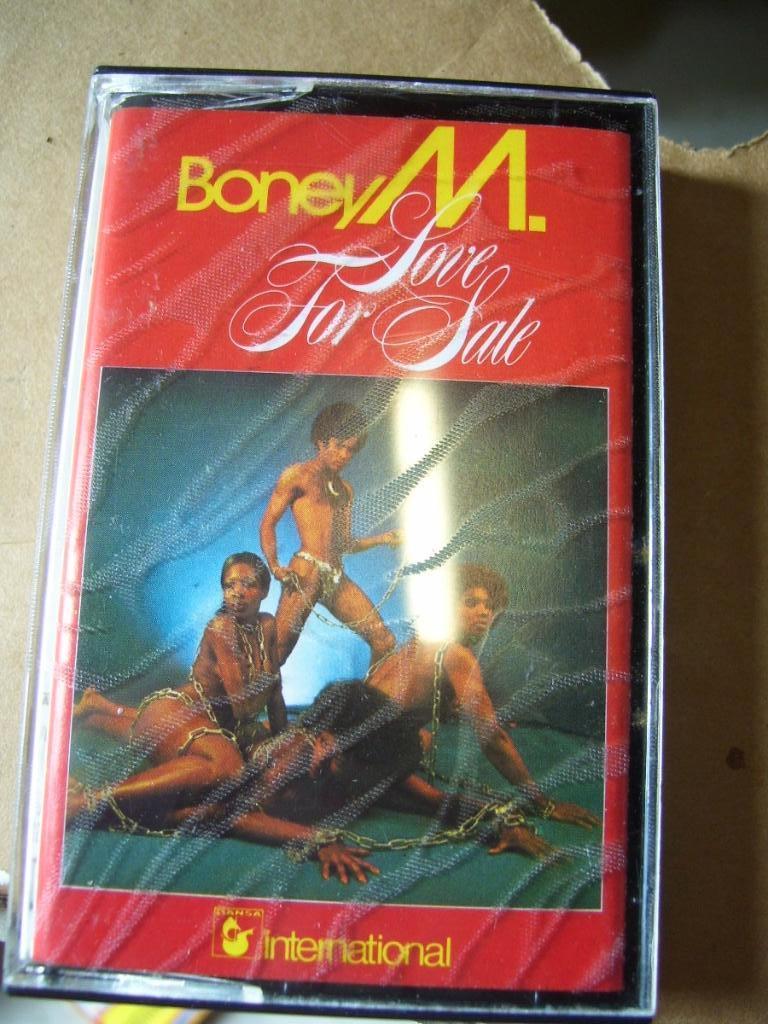 Boney M.
Love
For Sale
HANSA
International